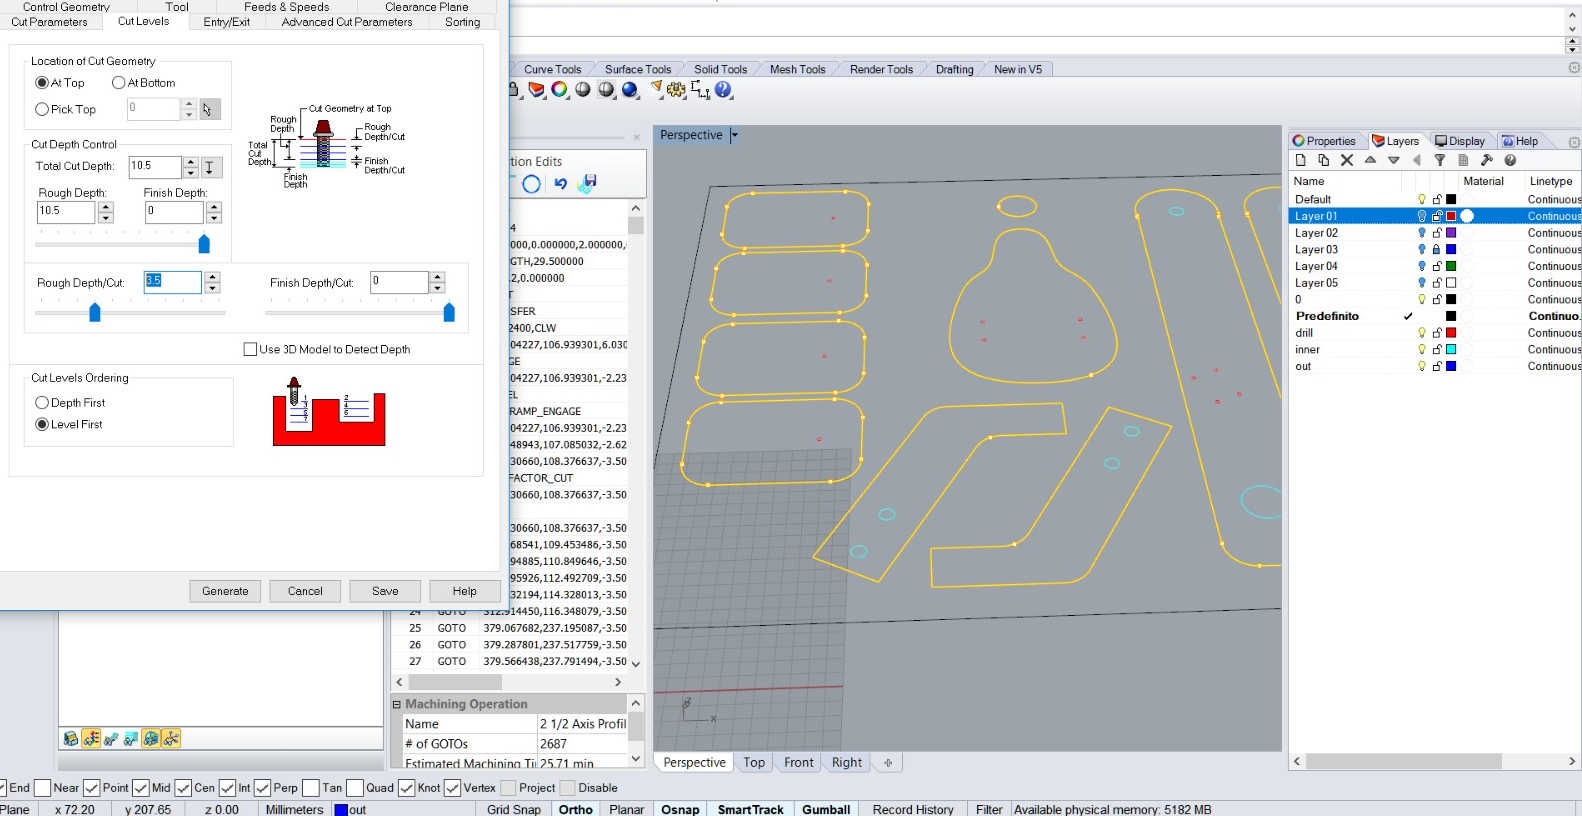 Control Geometry Tool Feeds & Speeds Clearance Plane
Cut Parameters Cut Levels Entry/Exit Advanced Cut Parameters Sorting
Location of Cut Geometry
At Top At Bottom
Pick Top 0
Cut Geometry at Top
Rough Depth
Rough Depth/Cut
Total Cut Depth
Finish Depth/Cut
Finish Depth
Cut Depth Control
Total Cut Depth: 10.5
Rough Depth: Finish Depth:
10.5 0
Rough Depth/Cut: 3.5 Finish Depth/Cut: 0
Use 3D Model to Detect Depth
Cut Levels Ordering
Depth First
Level First
Generate Cancel Save Help
Curve Tools Surface Tools Solid Tools Mesh Tools Render Tools Drafting New in V5
tion Edits
4
000,0.000000,2.000000,
GTH,29.500000
2,0.000000
T
SFER
2400,CLW
04227,106.939301,6.030
GE
04227,106.939301,-2.23
EL
RAMP_ENGAGE
04227,106.939301,-2.23
48943,107.085032,-2.62
30660,108.376637,-3.50
FACTOR_CUT
30660,108.376637,-3.50
30660,108.376637,-3.50
68541,109.453486,-3.50
94885,110.849646,-3.50
95926,112.492709,-3.50
32194,114.328013,-3.50
24 GOTO 312.914450,116.348079,-3.50
25 GOTO 379.067682,237.195087,-3.50
26 GOTO 379.287801,237.517759,-3.50
27 GOTO 379.566438,237.791494,-3.50
Machining Operation
Name 2 1/2 Axis Profil
# of GOTOs 2687
Estimated Machining Ti 25.71 min
Perspective
x
Perspective Top Front Right
Properties Layers Display Help
Name Material Linetype
Default Continuous
Layer 01 Continuous
Layer 02 Continuous
Layer 03 Continuous
Layer 04 Continuous
Layer 05 Continuous
0 Continuous
Predefinito Continuo
drill Continuous
inner Continuous
out Continuous
End Near Point Mid Cen Int Perp Tan Quad Knot Vertex Project Disable
Plane x 72.20 y 207.65 z 0.00 Millimeters out Grid Snap Ortho Planar Osnap SmartTrack Gumball Record History Filter Available physical memory: 5182 MB